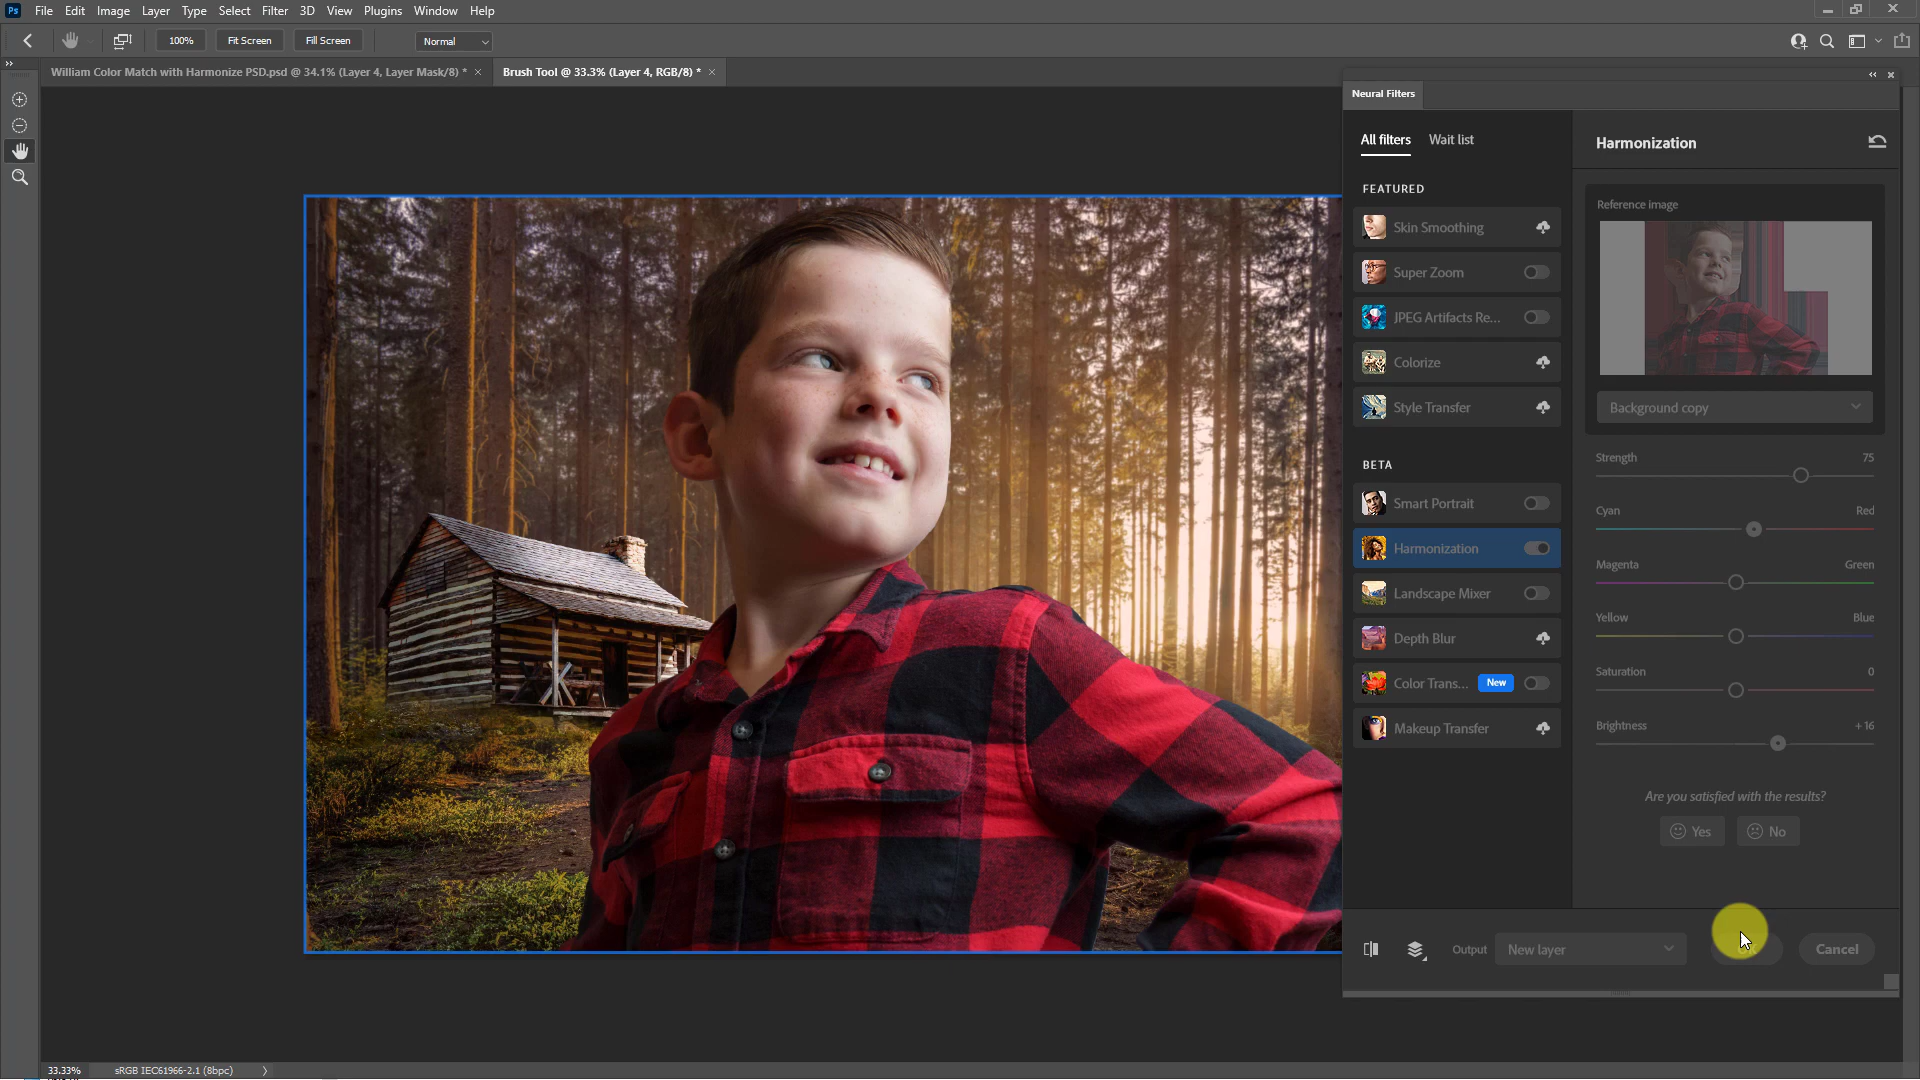 Ps File Edit Image Layer Type Select Filter 3D View Plugins Window Help
100% Fit Screen Fill Screen Normal
William Color Match with Harmonize PSD.psd @ 34.1% (Layer 4, Layer Mask/8) * ×
Brush Tool @ 33.3% (Layer 4, RGB/8) * ×
Neural Filters
All filters Wait list
FEATURED
Skin Smoothing
Super Zoom
JPEG Artifacts Re...
Colorize
Style Transfer
BETA
Smart Portrait
Harmonization
Landscape Mixer
Depth Blur
Color Trans... New
Makeup Transfer
Harmonization
Reference image
Background copy
Strength 75
Cyan Red
Magenta Green
Yellow Blue
Saturation 0
Brightness +16
Are you satisfied with the results?
Yes No
Output New layer Cancel
33.33% sRGB IEC61966-2.1 (8bpc)